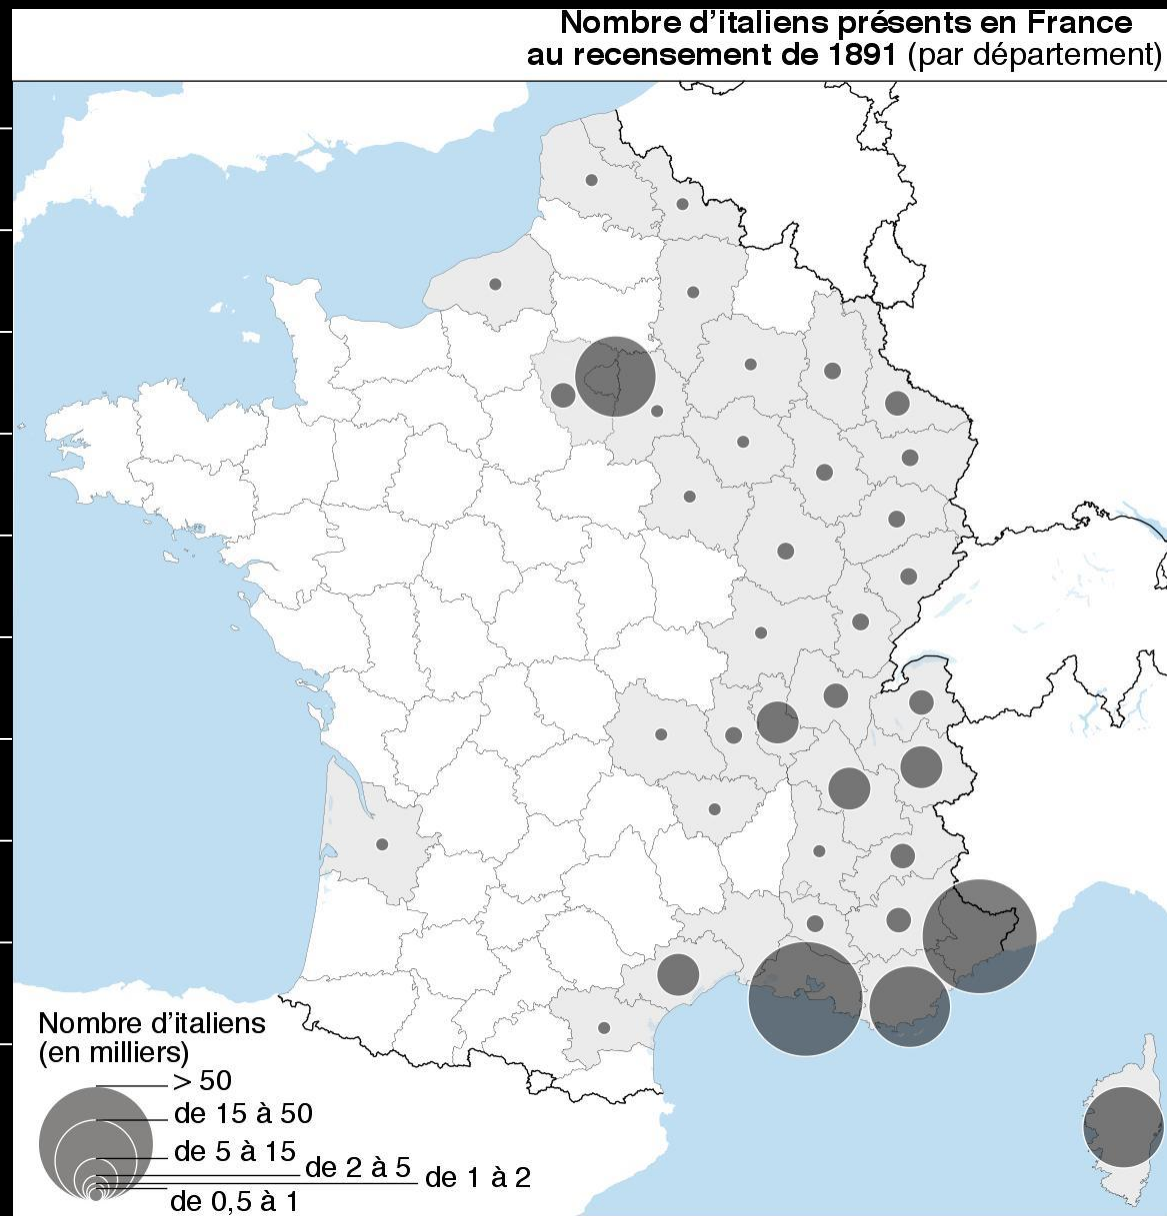 Nombre d’italiens présents en France
au recensement de 1891 (par département)
Nombre d’italiens
(en milliers)
> 50
de 15 à 50
de 5 à 15
de 2 à 5
de 1 à 2
de 0,5 à 1